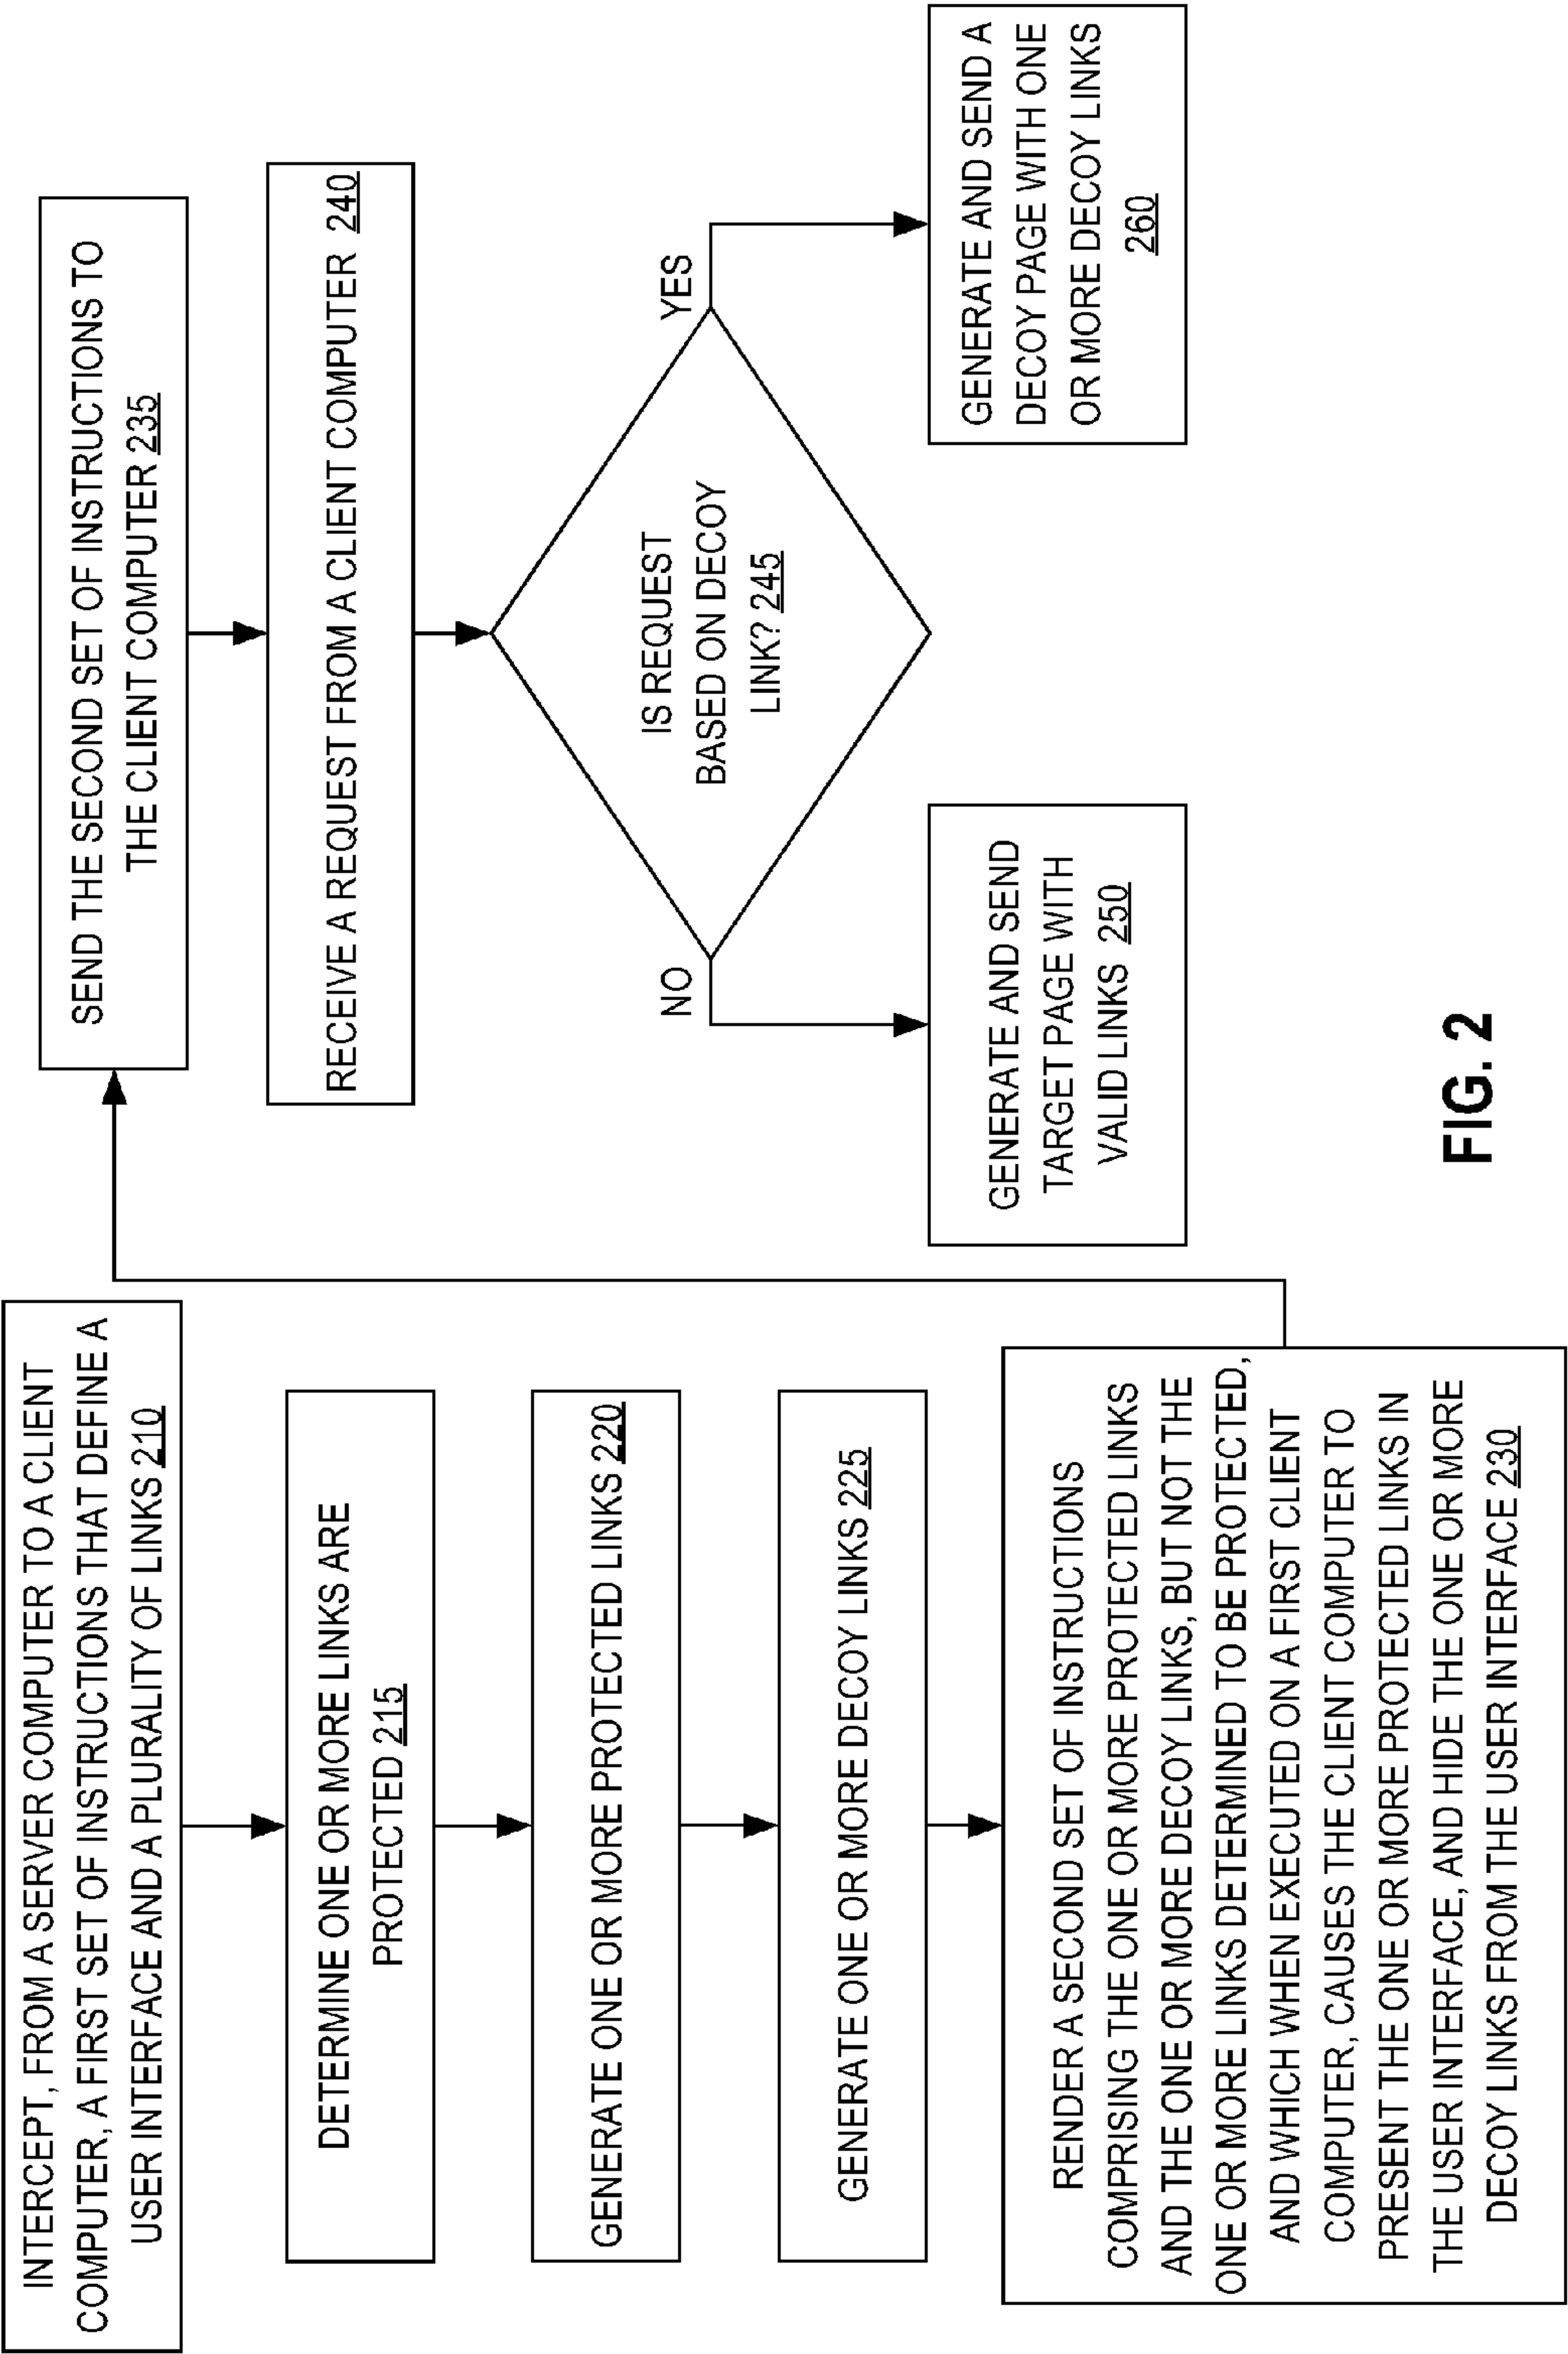 INTERCEPT, FROM A SERVER COMPUTER TO A CLIENT
COMPUTER, A FIRST SET OF INSTRUCTIONS THAT DEFINE A
USER INTERFACE AND A PLURALITY OF LINKS 210
DETERMINE ONE OR MORE LINKS ARE
PROTECTED 215
GENERATE ONE OR MORE PROTECTED LINKS 220
GENERATE ONE OR MORE DECOY LINKS 225
RENDER A SECOND SET OF INSTRUCTIONS
COMPRISING THE ONE OR MORE PROTECTED LINKS
AND THE ONE OR MORE DECOY LINKS, BUT NOT THE
ONE OR MORE LINKS DETERMINED TO BE PROTECTED,
AND WHICH WHEN EXECUTED ON A FIRST CLIENT
COMPUTER, CAUSES THE CLIENT COMPUTER TO
PRESENT THE ONE OR MORE PROTECTED LINKS IN
THE USER INTERFACE, AND HIDE THE ONE OR MORE
DECOY LINKS FROM THE USER INTERFACE 230
SEND THE SECOND SET OF INSTRUCTIONS TO
THE CLIENT COMPUTER 235
RECEIVE A REQUEST FROM A CLIENT COMPUTER 240
IS REQUEST
BASED ON DECOY
LINK? 245
NO
YES
GENERATE AND SEND
TARGET PAGE WITH
VALID LINKS 250
GENERATE AND SEND A
DECOY PAGE WITH ONE
OR MORE DECOY LINKS
260
FIG. 2